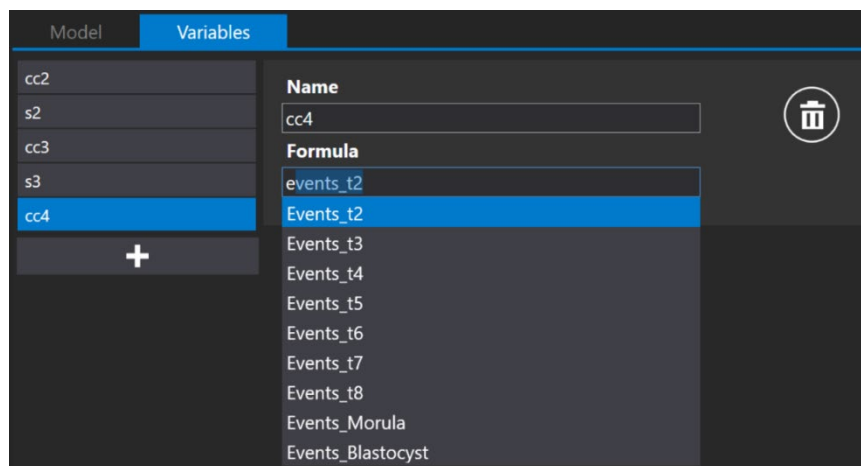 Model Variables
cc2
s2
cc3
s3
cc4
+
Name
cc4
Formula
events_t2
Events_t2
Events_t3
Events_t4
Events_t5
Events_t6
Events_t7
Events_t8
Events_Morula
Events_Blastocyst